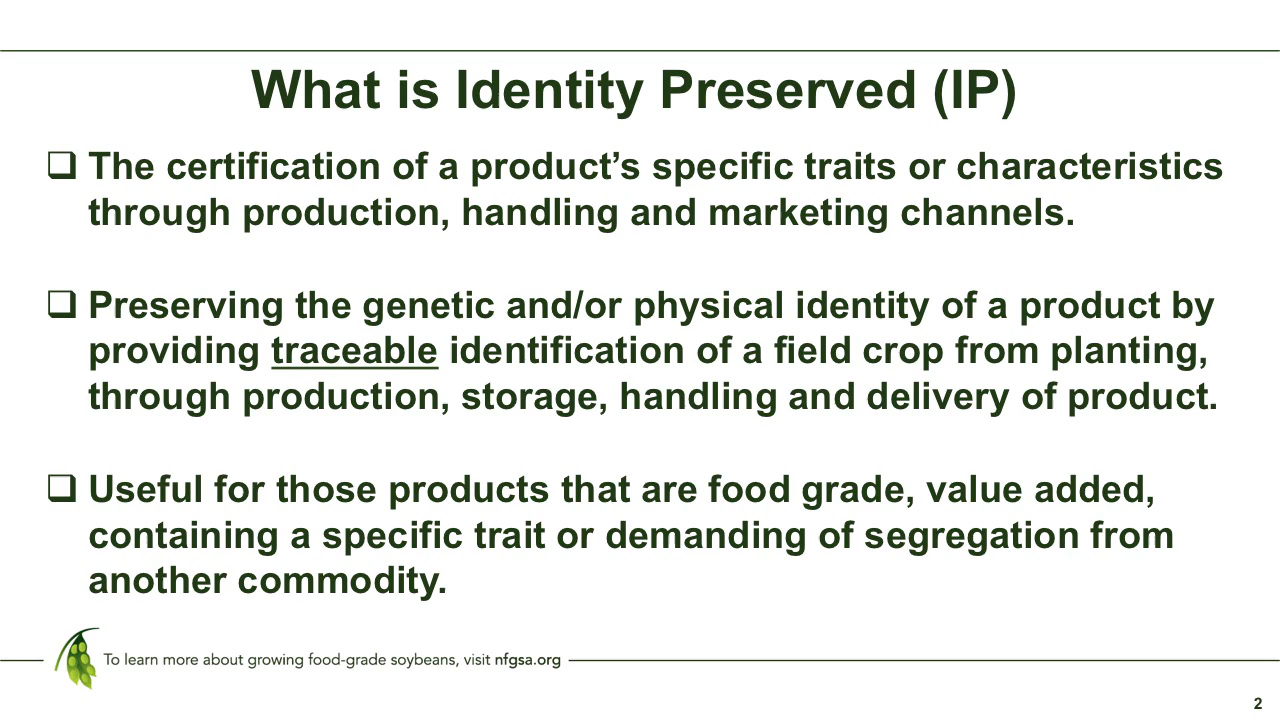 What is Identity Preserved (IP)
❑ The certification of a product’s specific traits or characteristics
through production, handling and marketing channels.
❑ Preserving the genetic and/or physical identity of a product by
providing traceable identification of a field crop from planting,
through production, storage, handling and delivery of product.
❑ Useful for those products that are food grade, value added,
containing a specific trait or demanding of segregation from
another commodity.
To learn more about growing food-grade soybeans, visit nfgsa.org
2